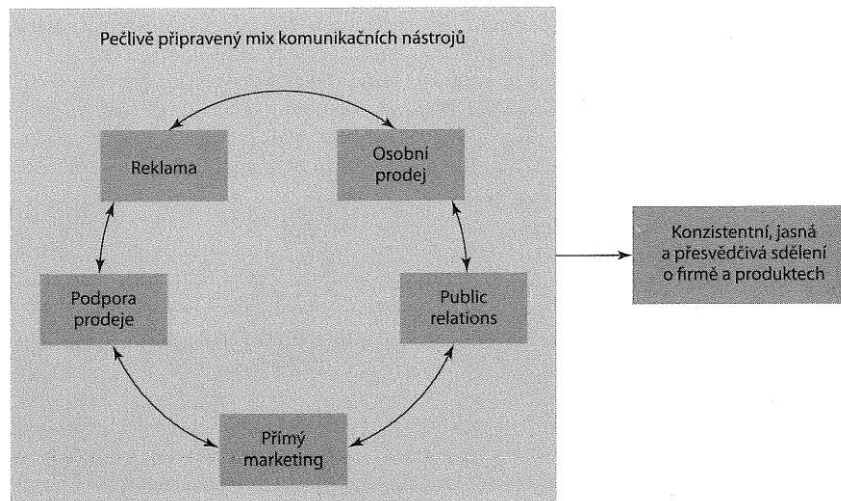 Pečlivě připravený mix komunikačních nástrojů
Reklama
Osobní
prodej
Konzistentní, jasná
a přesvědčivá sdělení
o firmě a produktech
Podpora
prodeje
Public
relations
Přímý
marketing